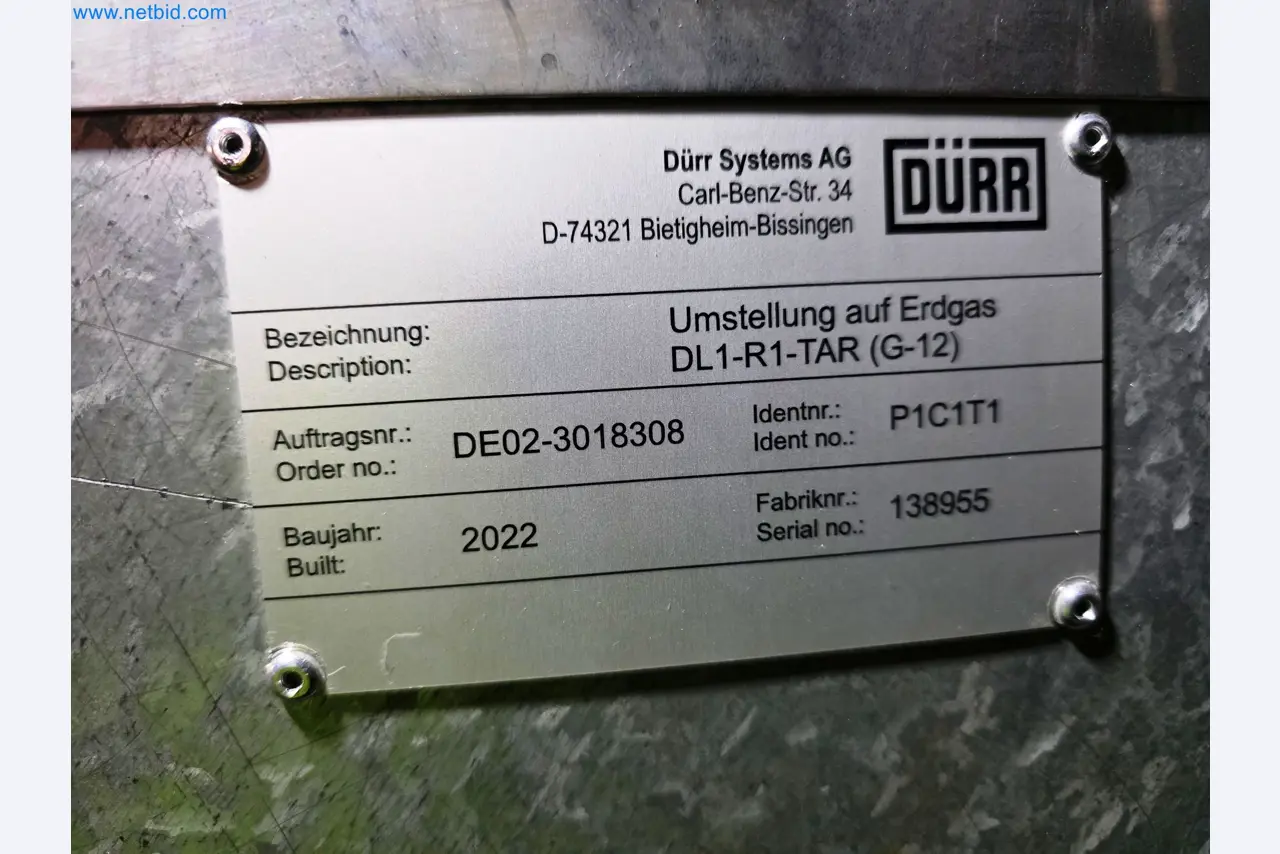 www.netbid.com
Dürr Systems AG
Carl-Benz-Str. 34
D-74321 Bietigheim-Bissingen
DÜRR
Bezeichnung:
Description:
Umstellung auf Erdgas
DL1-R1-TAR (G-12)
Auftragsnr.:
Order no.:
DE02-3018308
Identnr.:
Ident no.:
P1C1T1
Baujahr:
Built:
2022
Fabriknr.:
Serial no.:
138955